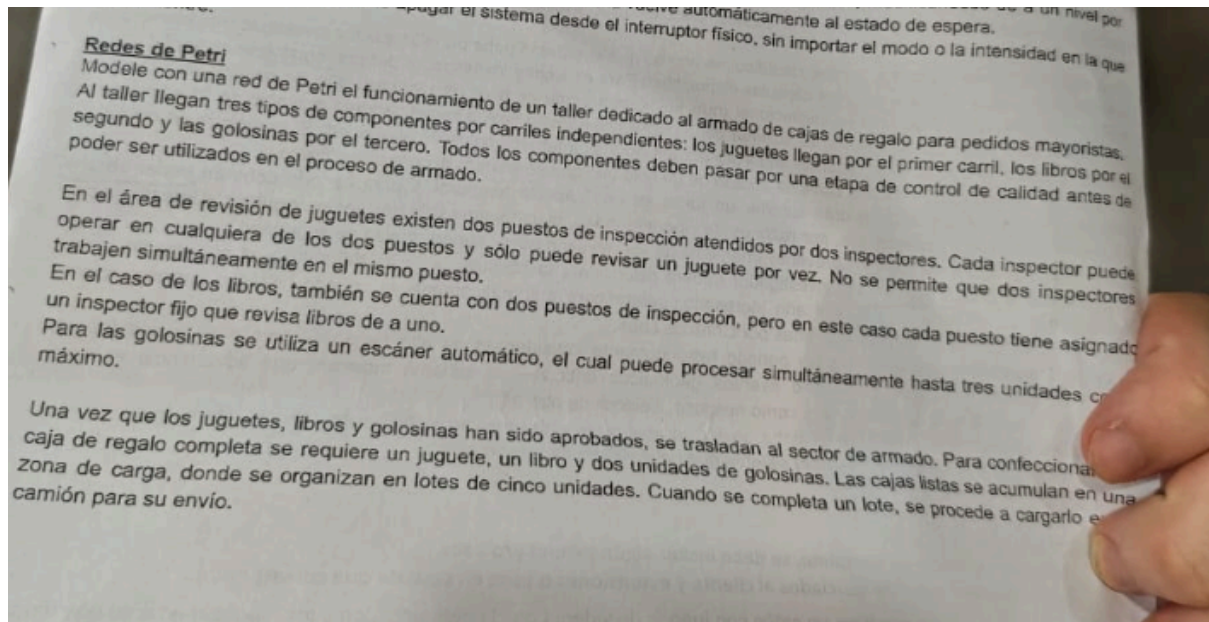 a un nivel por
automáticamente al estado de espera.
el sistema desde el interruptor físico, sin importar el modo o la intensidad en la que
Redes de Petri
Modele con una red de Petri el funcionamiento de un taller dedicado al armado de cajas de regalo para pedidos mayoristas.
Al taller llegan tres tipos de componentes por carriles independientes: los juguetes llegan por el primer carril, los libros por el
segundo y las golosinas por el tercero. Todos los componentes deben pasar por una etapa de control de calidad antes de
poder ser utilizados en el proceso de armado.
En el área de revisión de juguetes existen dos puestos de inspección atendidos por dos inspectores. Cada inspector puede
operar en cualquiera de los dos puestos y sólo puede revisar un juguete por vez. No se permite que dos inspectores
trabajen simultáneamente en el mismo puesto.
En el caso de los libros, también se cuenta con dos puestos de inspección, pero en este caso cada puesto tiene asignado
un inspector fijo que revisa libros de a uno.
Para las golosinas se utiliza un escáner automático, el cual puede procesar simultáneamente hasta tres unidades
máximo.
Una vez que los juguetes, libros y golosinas han sido aprobados, se trasladan al sector de armado. Para confecciona
caja de regalo completa se requiere un juguete, un libro y dos unidades de golosinas. Las cajas listas se acumulan en una
zona de carga, donde se organizan en lotes de cinco unidades. Cuando se completa un lote, se procede a cargarlo
camión para su envío.